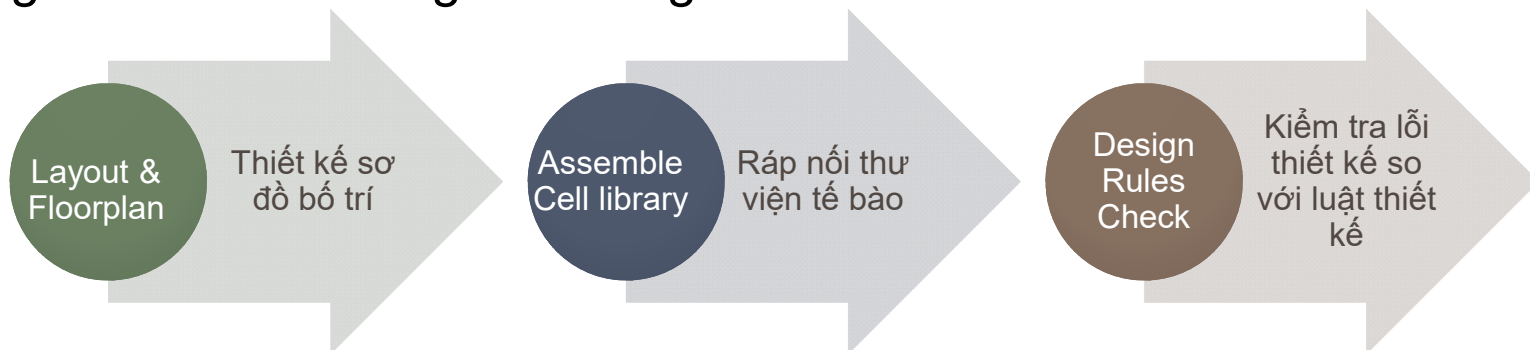 Layout &
Floorplan
Thiết kế sơ
đồ bố trí
Assemble
Cell library
Ráp nối thư
viện tế bào
Design
Rules
Check
Kiểm tra lỗi
thiết kế so
với luật thiết
kế